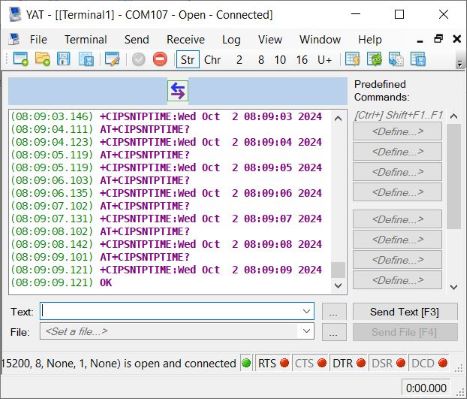 YAT - [[Terminal1] - COM107 - Open - Connected]
File Terminal Send Receive Log View Window Help
Str Chr 2 8 10 16 U+
Predefined
Commands:
[Ctrl+] Shift+F1..F1
(08:09:03.146) +CIPSNTPTIME:Wed Oct  2 08:09:03 2024
(08:09:04.111) AT+CIPSNTPTIME?
(08:09:04.123) +CIPSNTPTIME:Wed Oct  2 08:09:04 2024
(08:09:05.119) AT+CIPSNTPTIME?
(08:09:05.119) +CIPSNTPTIME:Wed Oct  2 08:09:05 2024
(08:09:06.103) AT+CIPSNTPTIME?
(08:09:06.135) +CIPSNTPTIME:Wed Oct  2 08:09:06 2024
(08:09:07.102) AT+CIPSNTPTIME?
(08:09:07.131) +CIPSNTPTIME:Wed Oct  2 08:09:07 2024
(08:09:08.102) AT+CIPSNTPTIME?
(08:09:08.142) +CIPSNTPTIME:Wed Oct  2 08:09:08 2024
(08:09:09.101) AT+CIPSNTPTIME?
(08:09:09.121) +CIPSNTPTIME:Wed Oct  2 08:09:09 2024
(08:09:09.121) OK
<Define...>
<Define...>
<Define...>
<Define...>
<Define...>
<Define...>
<Define...>
<Define...>
Text: ... Send Text [F3]
File: <Set a file...> ... Send File [F4]
15200, 8, None, 1, None) is open and connected RTS CTS DTR DSR DCD
0:00.000